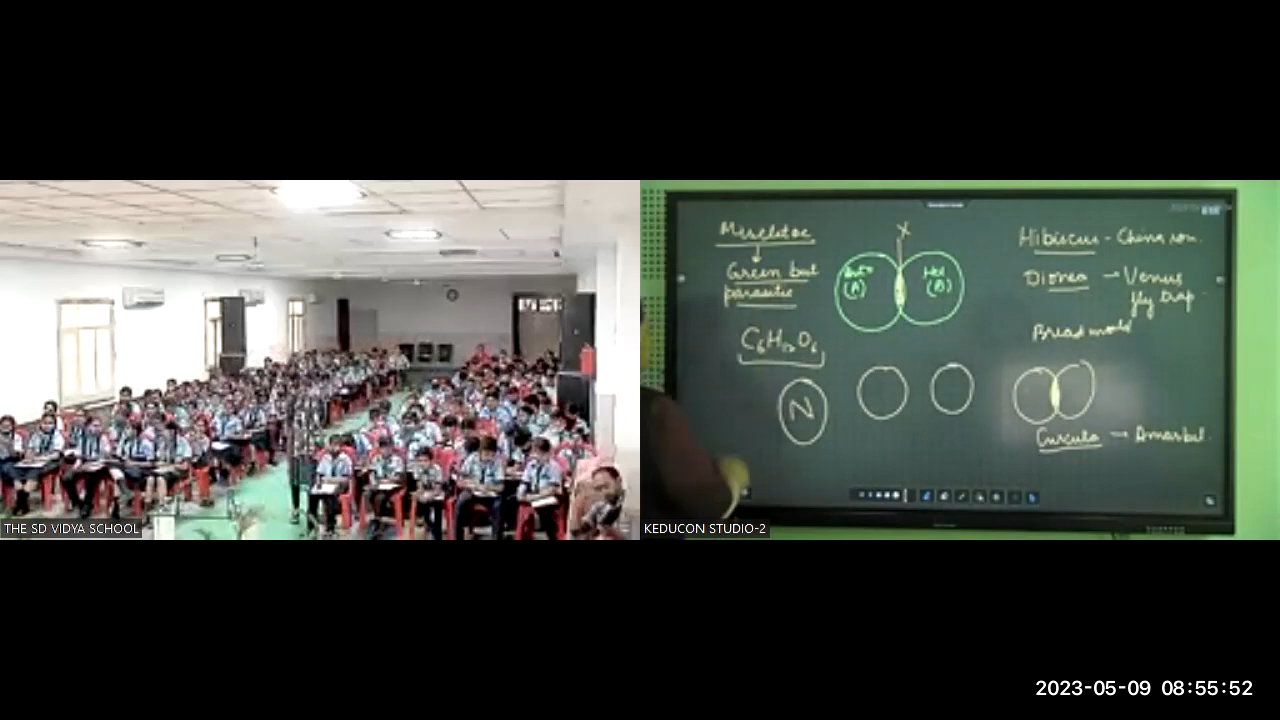 Miseletoe
Green but
parasitic
C6H12O6
N
X
Auto
(A)
Het
(B)
Hibiscus - China rose.
Dionea → Venus
fly trap
Bread mould
Cuscuta → Amarbel.
THE SD VIDYA SCHOOL
KEDUCON STUDIO-2
2023-05-09 08:55:52